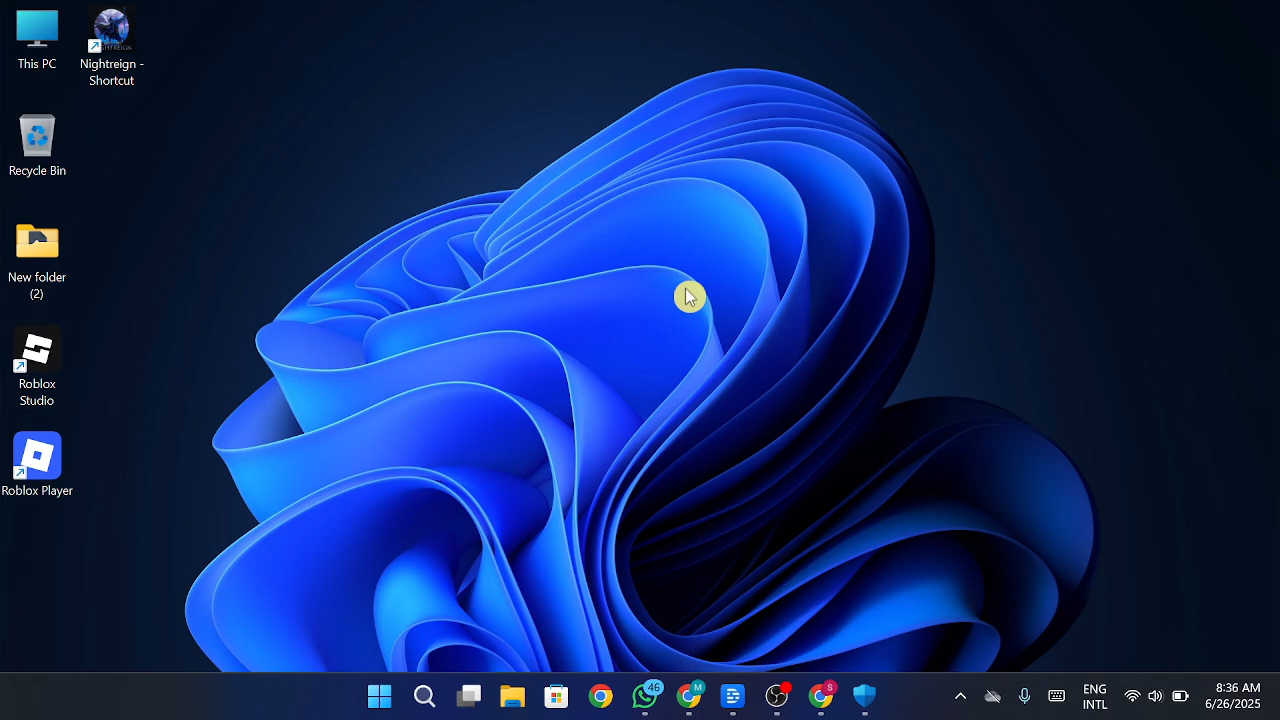 This PC
Nightreign -
Shortcut
NIGHTREIGN
Recycle Bin
New folder
(2)
Roblox
Studio
Roblox Player
46
M
S
ENG
INTL
8:36 AM
6/26/2025